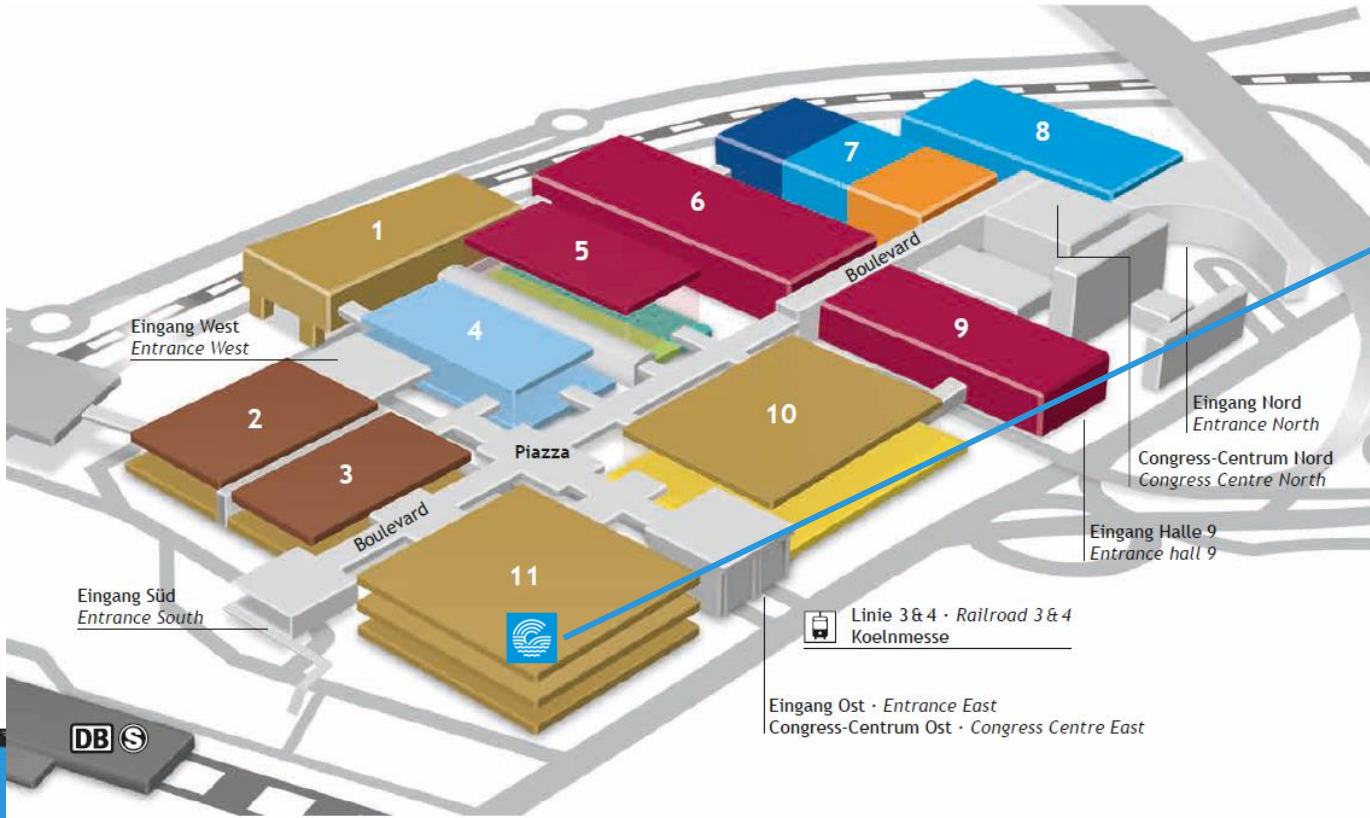 8
7
6
1
5
Boulevard
Eingang West
Entrance West
4
9
2
10
Eingang Nord
Entrance North
Piazza
3
Congress-Centrum Nord
Congress Centre North
Boulevard
Eingang Halle 9
Entrance hall 9
11
Eingang Süd
Entrance South
Linie 3 & 4 · Railroad 3 & 4
Koelnmesse
Eingang Ost · Entrance East
Congress-Centrum Ost · Congress Centre East
DB S